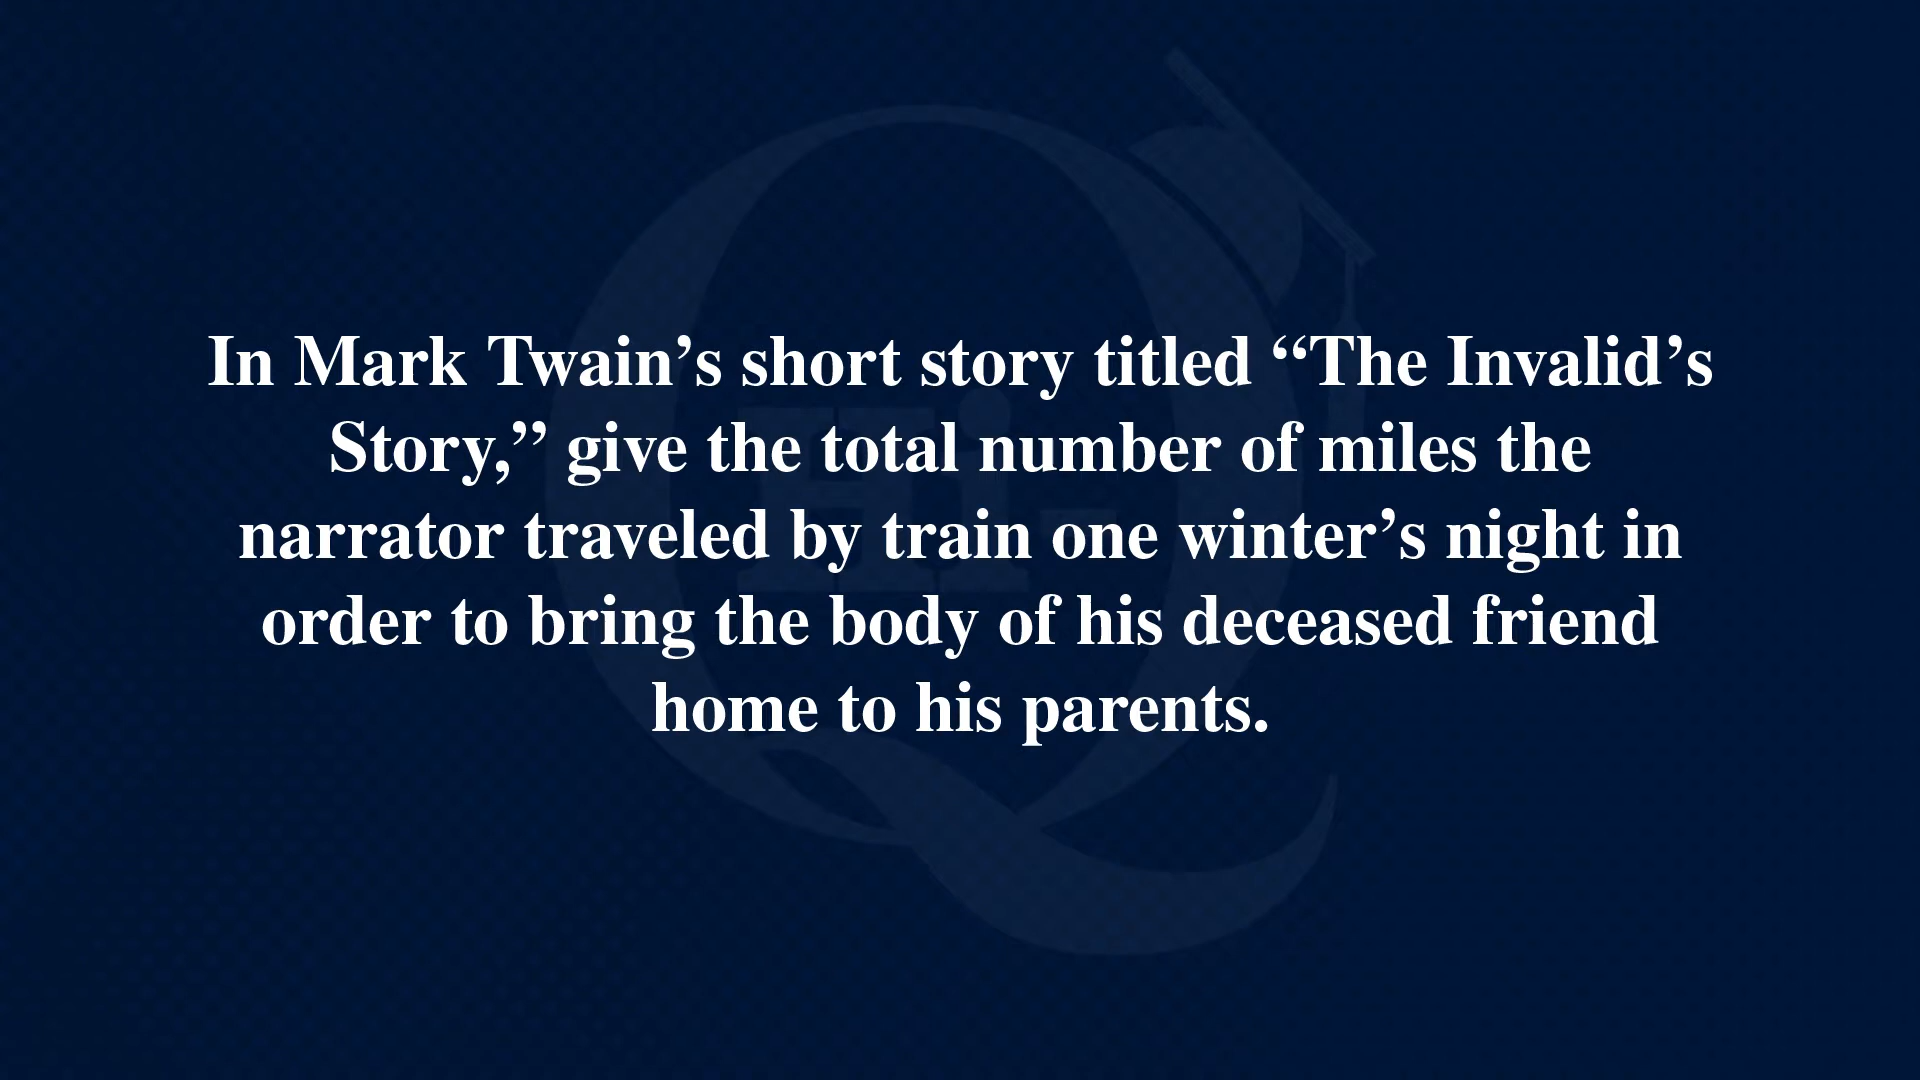 In Mark Twain’s short story titled “The Invalid’s
Story,” give the total number of miles the
narrator traveled by train one winter’s night in
order to bring the body of his deceased friend
home to his parents.
Hi-
Q